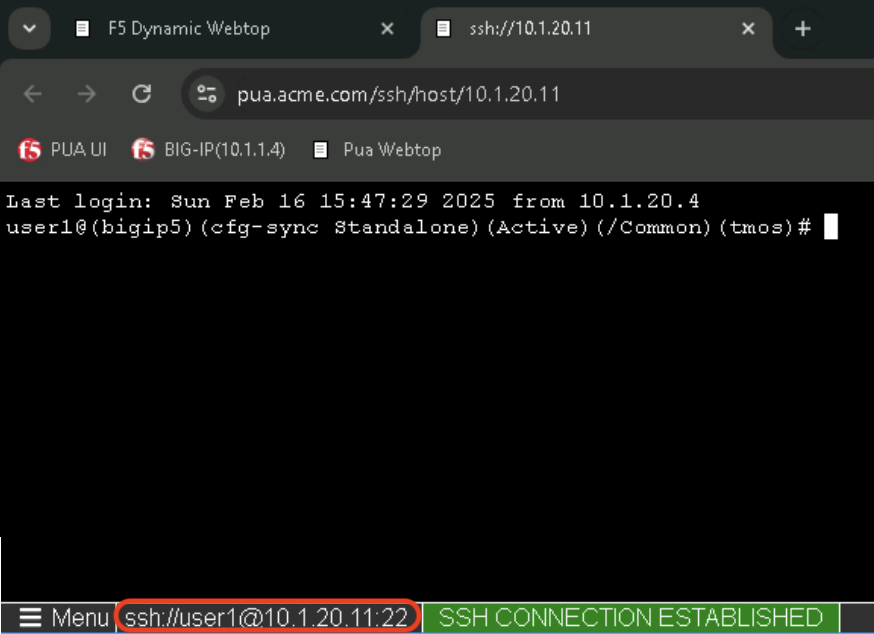 F5 Dynamic Webtop ssh://10.1.20.11
pua.acme.com/ssh/host/10.1.20.11
f5 PUA UI f5 BIG-IP(10.1.1.4) Pua Webtop
Last login: Sun Feb 16 15:47:29 2025 from 10.1.20.4
user1@(bigip5)(cfg-sync Standalone)(Active)(/Common)(tmos)#
Menu ssh://user1@10.1.20.11:22 SSH CONNECTION ESTABLISHED